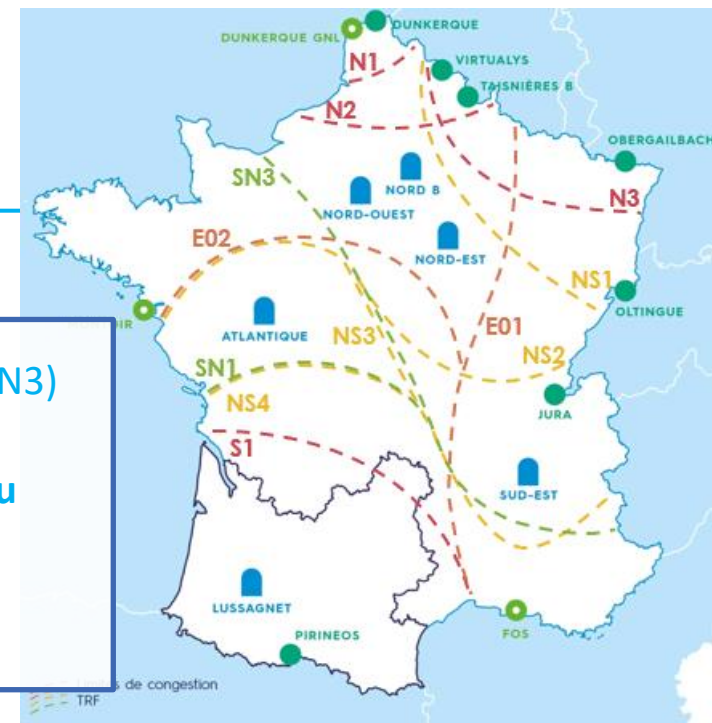 DUNKERQUE
DUNKERQUE GNL
N1
VIRTUALYS
TAISNIÈRES B
N2
OBERGAILBACH
SN3
NORD B
NORD-OUEST
N3
E02
NORD-EST
NS1
OLTINGUE
IR
ATLANTIQUE
NS3
E01
SN1
NS2
N3)
NS4
JURA
S1
SUD-EST
u
LUSSAGNET
PIRINEOS
FOS
de congestion
TRF